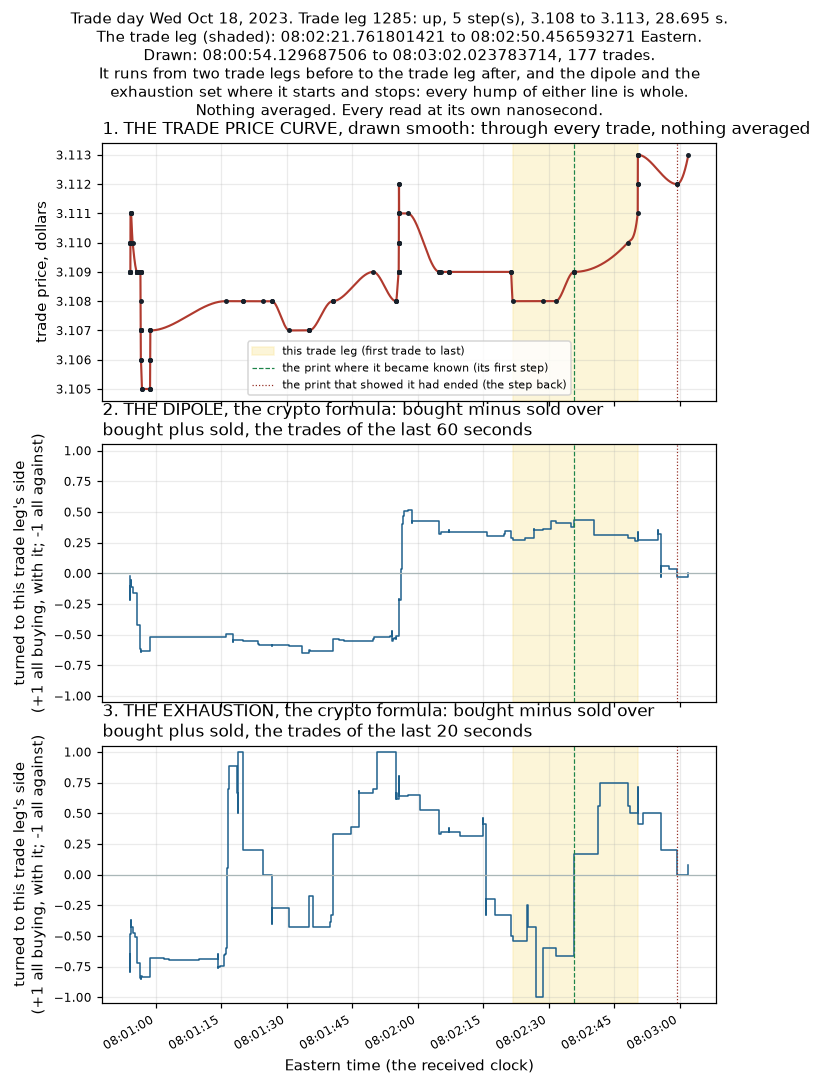 Trade day Wed Oct 18, 2023. Trade leg 1285: up, 5 step(s), 3.108 to 3.113, 28.695 s.
The trade leg (shaded): 08:02:21.761801421 to 08:02:50.456593271 Eastern.
Drawn: 08:00:54.129687506 to 08:03:02.023783714, 177 trades.
It runs from two trade legs before to the trade leg after, and the dipole and the
exhaustion set where it starts and stops: every hump of either line is whole.
Nothing averaged. Every read at its own nanosecond.
1. THE TRADE PRICE CURVE, drawn smooth: through every trade, nothing averaged
trade price, dollars
3.113
3.112
3.111
3.110
3.109
3.108
3.107
3.106
3.105
this trade leg (first trade to last)
the print where it became known (its first step)
the print that showed it had ended (the step back)
2. THE DIPOLE, the crypto formula: bought minus sold over
bought plus sold, the trades of the last 60 seconds
turned to this trade leg's side
(+1 all buying, with it; -1 all against)
1.00
0.75
0.50
0.25
0.00
−0.25
−0.50
−0.75
−1.00
3. THE EXHAUSTION, the crypto formula: bought minus sold over
bought plus sold, the trades of the last 20 seconds
turned to this trade leg's side
(+1 all buying, with it; -1 all against)
1.00
0.75
0.50
0.25
0.00
−0.25
−0.50
−0.75
−1.00
08:01:00
08:01:15
08:01:30
08:01:45
08:02:00
08:02:15
08:02:30
08:02:45
08:03:00
Eastern time (the received clock)